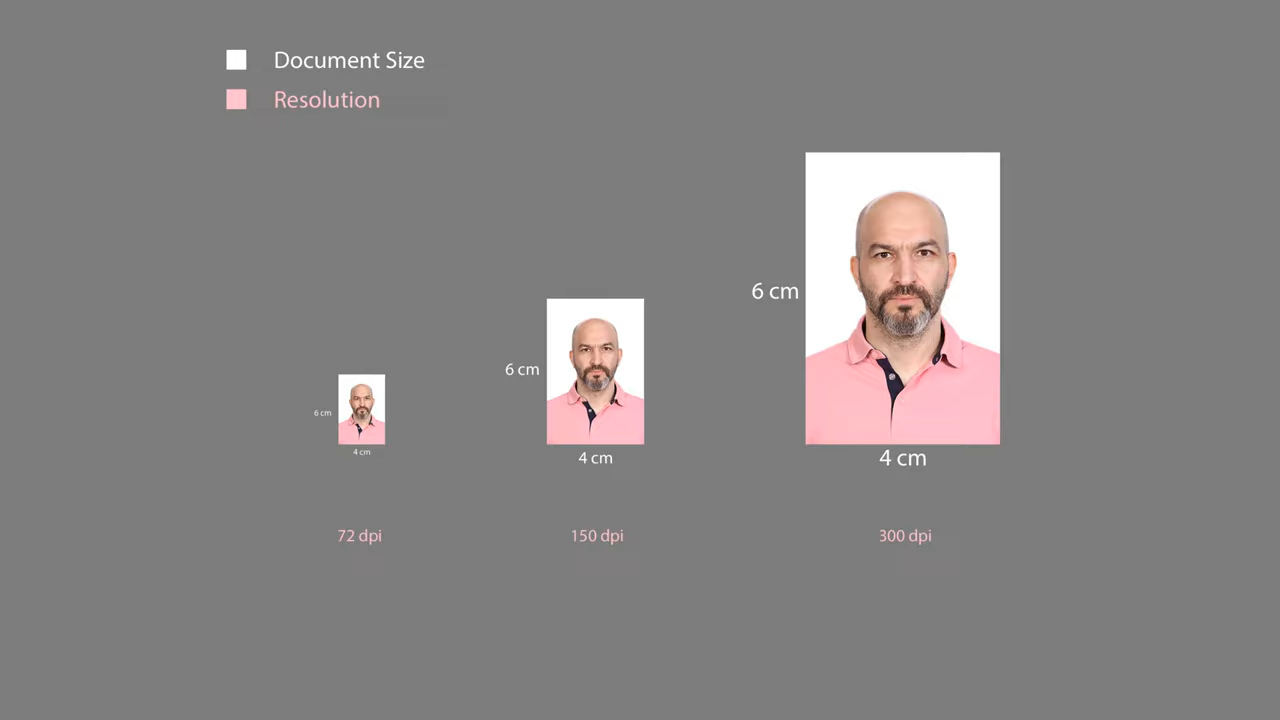 Document Size
Resolution
6 cm
4 cm
6 cm
4 cm
6 cm
4 cm
72 dpi
150 dpi
300 dpi